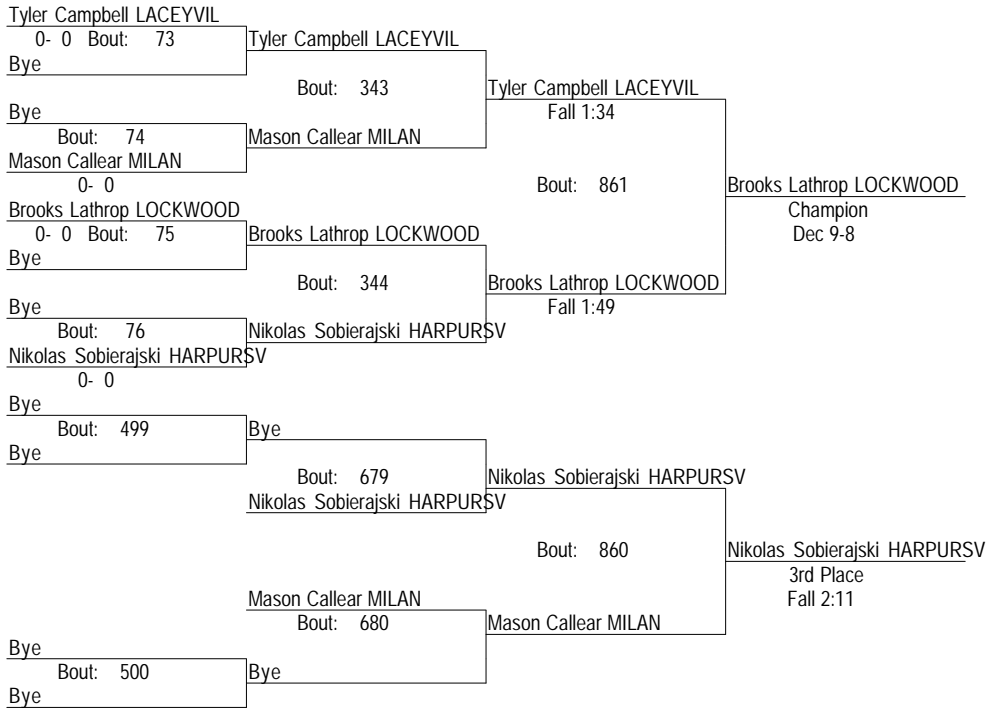 Tyler Campbell LACEYVIL
0- 0 Bout: 73
Tyler Campbell LACEYVIL
Bye
Bout: 343
Tyler Campbell LACEYVIL
Bye
Fall 1:34
Bout: 74
Mason Callear MILAN
Mason Callear MILAN
0- 0
Bout: 861
Brooks Lathrop LOCKWOOD
Brooks Lathrop LOCKWOOD
Champion
0- 0 Bout: 75
Brooks Lathrop LOCKWOOD
Dec 9-8
Bye
Bout: 344
Brooks Lathrop LOCKWOOD
Bye
Fall 1:49
Bout: 76
Nikolas Sobierajski HARPURSV
Nikolas Sobierajski HARPURSV
0- 0
Bye
Bout: 499
Bye
Bye
Bout: 679
Nikolas Sobierajski HARPURSV
Nikolas Sobierajski HARPURSV
Bout: 860
Nikolas Sobierajski HARPURSV
3rd Place
Mason Callear MILAN
Fall 2:11
Bout: 680
Mason Callear MILAN
Bye
Bout: 500
Bye
Bye